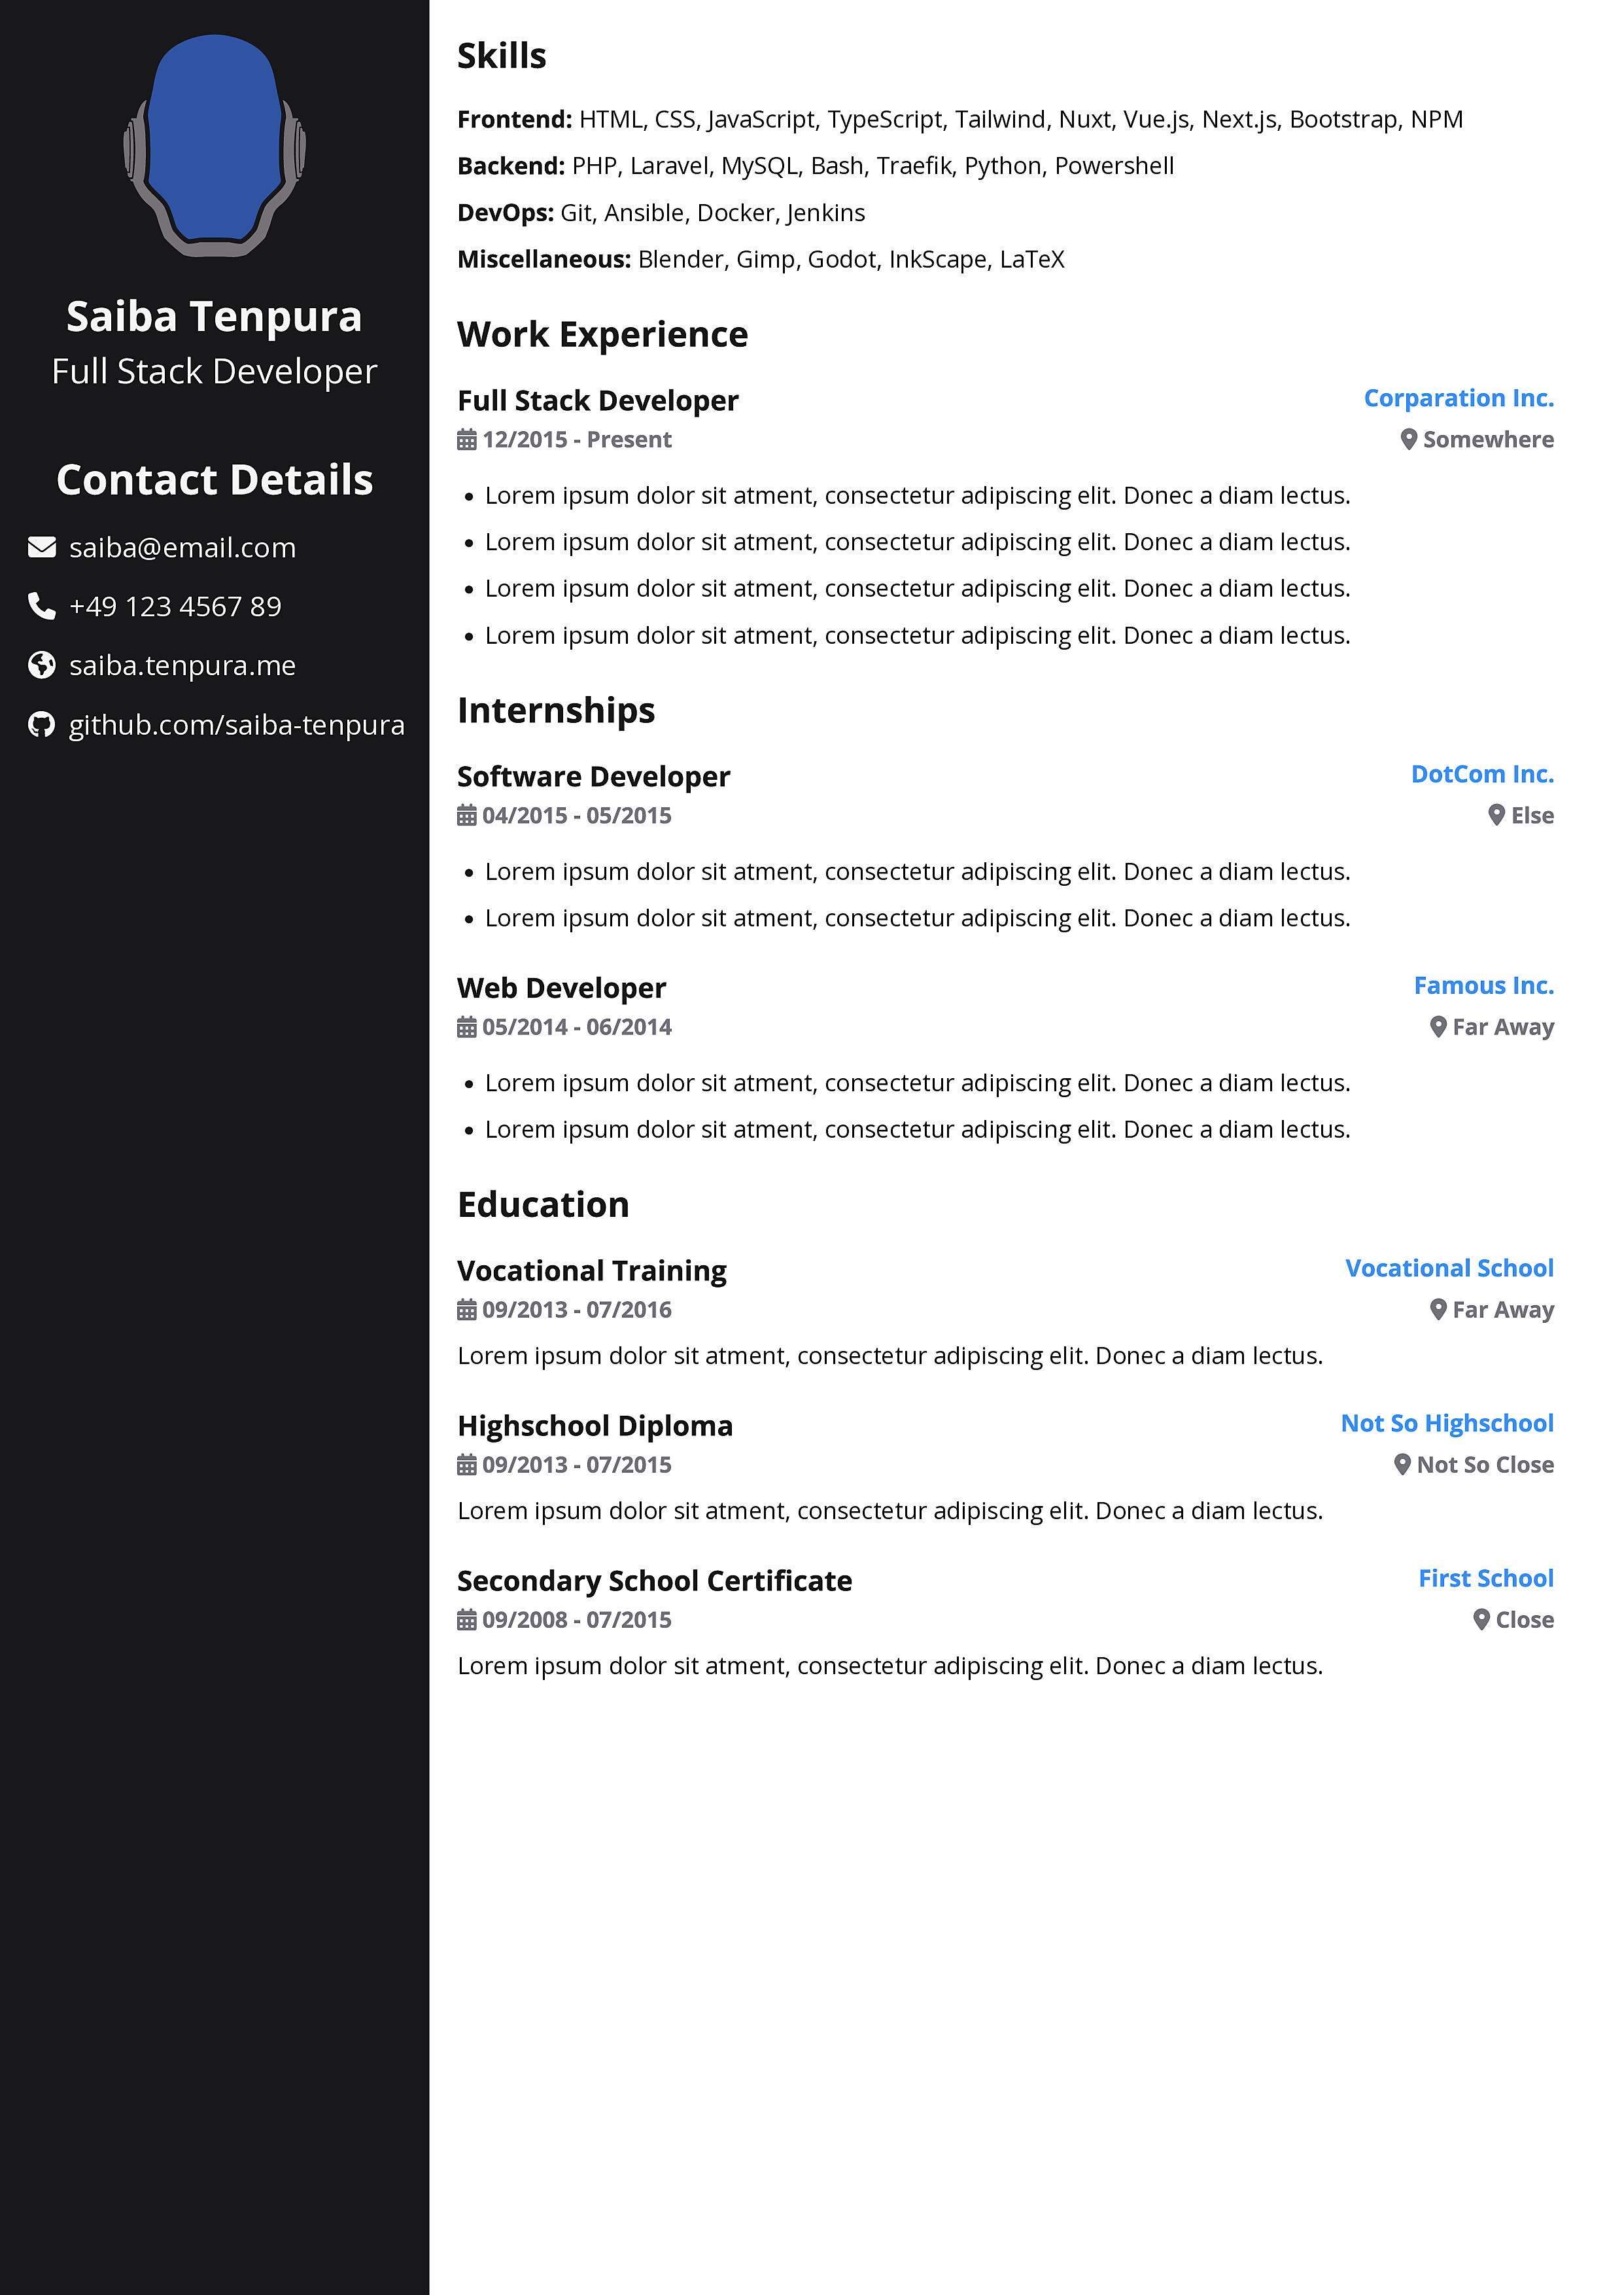 Saiba Tenpura
Full Stack Developer
Contact Details
saiba@email.com
+49 123 4567 89
saiba.tenpura.me
github.com/saiba-tenpura
Skills
Frontend: HTML, CSS, JavaScript, TypeScript, Tailwind, Nuxt, Vue.js, Next.js, Bootstrap, NPM
Backend: PHP, Laravel, MySQL, Bash, Traefik, Python, Powershell
DevOps: Git, Ansible, Docker, Jenkins
Miscellaneous: Blender, Gimp, Godot, InkScape, LaTeX
Work Experience
Full Stack Developer Corparation Inc.
12/2015 - Present Somewhere
• Lorem ipsum dolor sit atment, consectetur adipiscing elit. Donec a diam lectus.
• Lorem ipsum dolor sit atment, consectetur adipiscing elit. Donec a diam lectus.
• Lorem ipsum dolor sit atment, consectetur adipiscing elit. Donec a diam lectus.
• Lorem ipsum dolor sit atment, consectetur adipiscing elit. Donec a diam lectus.
Internships
Software Developer DotCom Inc.
04/2015 - 05/2015 Else
• Lorem ipsum dolor sit atment, consectetur adipiscing elit. Donec a diam lectus.
• Lorem ipsum dolor sit atment, consectetur adipiscing elit. Donec a diam lectus.
Web Developer Famous Inc.
05/2014 - 06/2014 Far Away
• Lorem ipsum dolor sit atment, consectetur adipiscing elit. Donec a diam lectus.
• Lorem ipsum dolor sit atment, consectetur adipiscing elit. Donec a diam lectus.
Education
Vocational Training Vocational School
09/2013 - 07/2016 Far Away
Lorem ipsum dolor sit atment, consectetur adipiscing elit. Donec a diam lectus.
Highschool Diploma Not So Highschool
09/2013 - 07/2015 Not So Close
Lorem ipsum dolor sit atment, consectetur adipiscing elit. Donec a diam lectus.
Secondary School Certificate First School
09/2008 - 07/2015 Close
Lorem ipsum dolor sit atment, consectetur adipiscing elit. Donec a diam lectus.